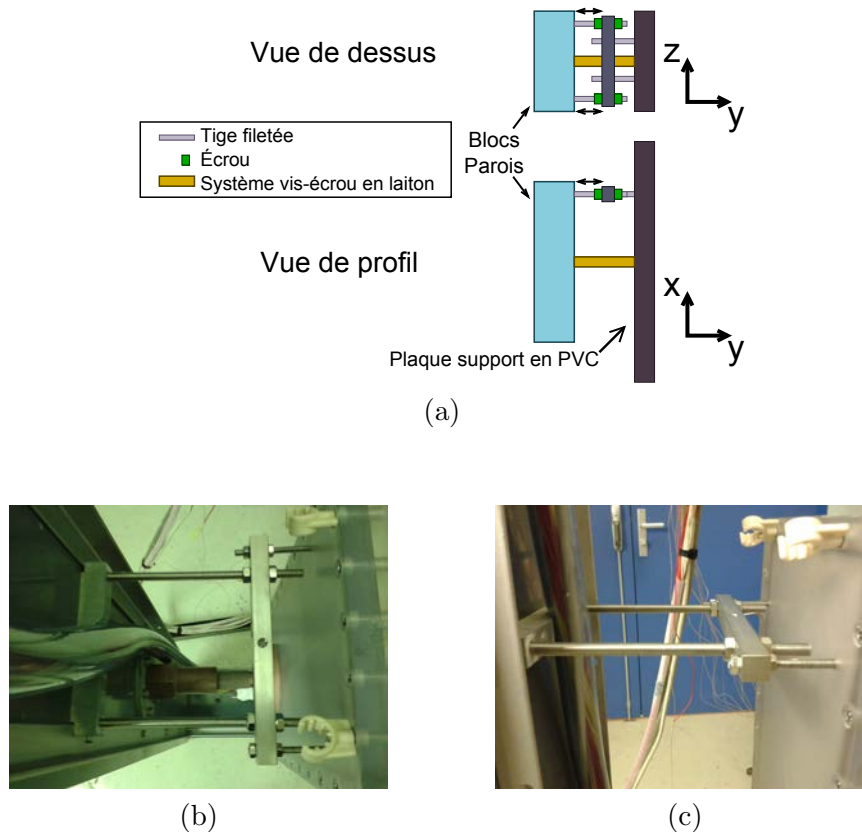 Vue de dessus
z
y
Tige filetée
Écrou
Système vis-écrou en laiton
Blocs
Parois
Vue de profil
x
y
Plaque support en PVC
(a)
(b)
(c)